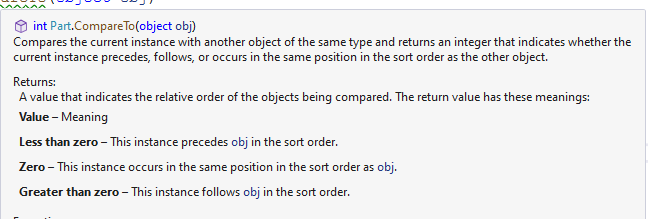 int Part.CompareTo(object obj)
Compares the current instance with another object of the same type and returns an integer that indicates whether the
current instance precedes, follows, or occurs in the same position in the sort order as the other object.
Returns:
A value that indicates the relative order of the objects being compared. The return value has these meanings:
Value – Meaning
Less than zero – This instance precedes obj in the sort order.
Zero – This instance occurs in the same position in the sort order as obj.
Greater than zero – This instance follows obj in the sort order.